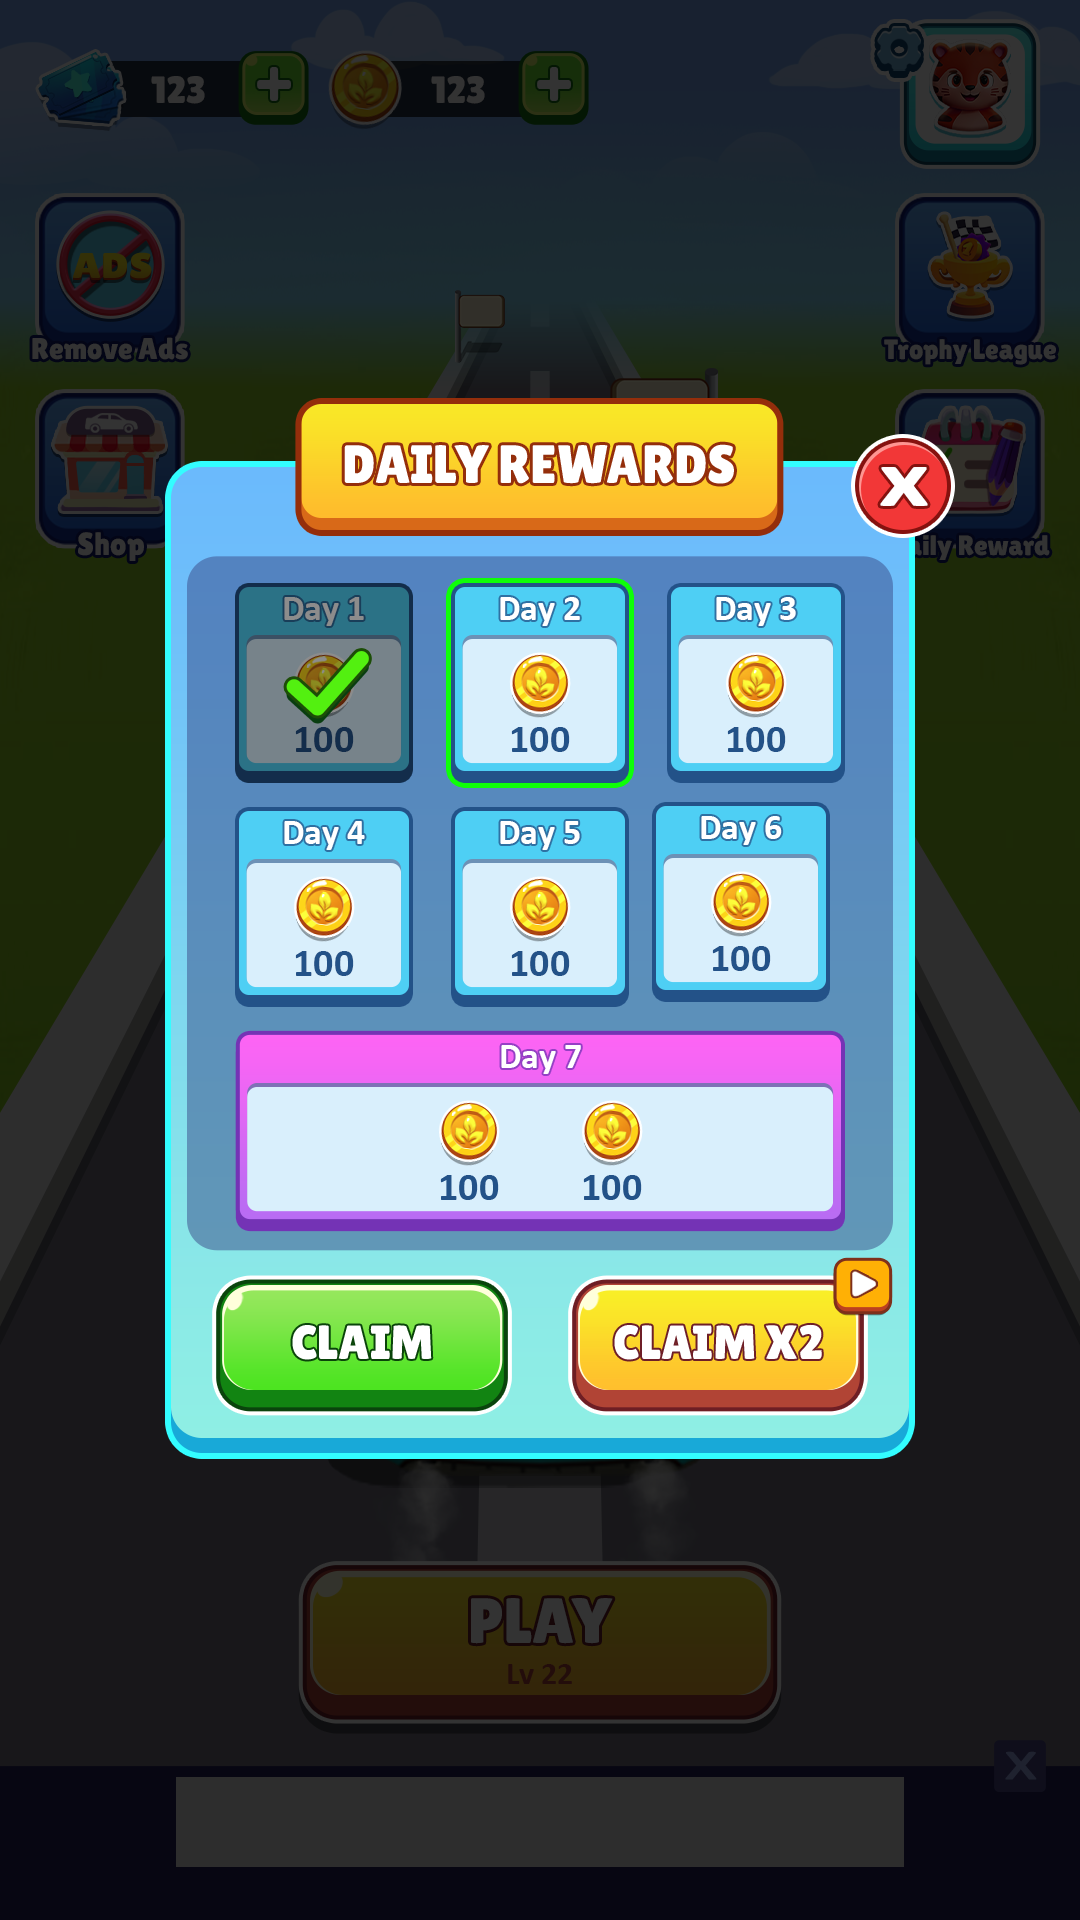 123
123
ADS
Remove Ads
Trophy League
Shop
DAILY REWARDS
X
ily Reward
Day 1
100
Day 2
100
Day 3
100
Day 4
100
Day 5
100
Day 6
100
Day 7
100
100
CLAIM
CLAIM X2
PLAY
Lv 22
X